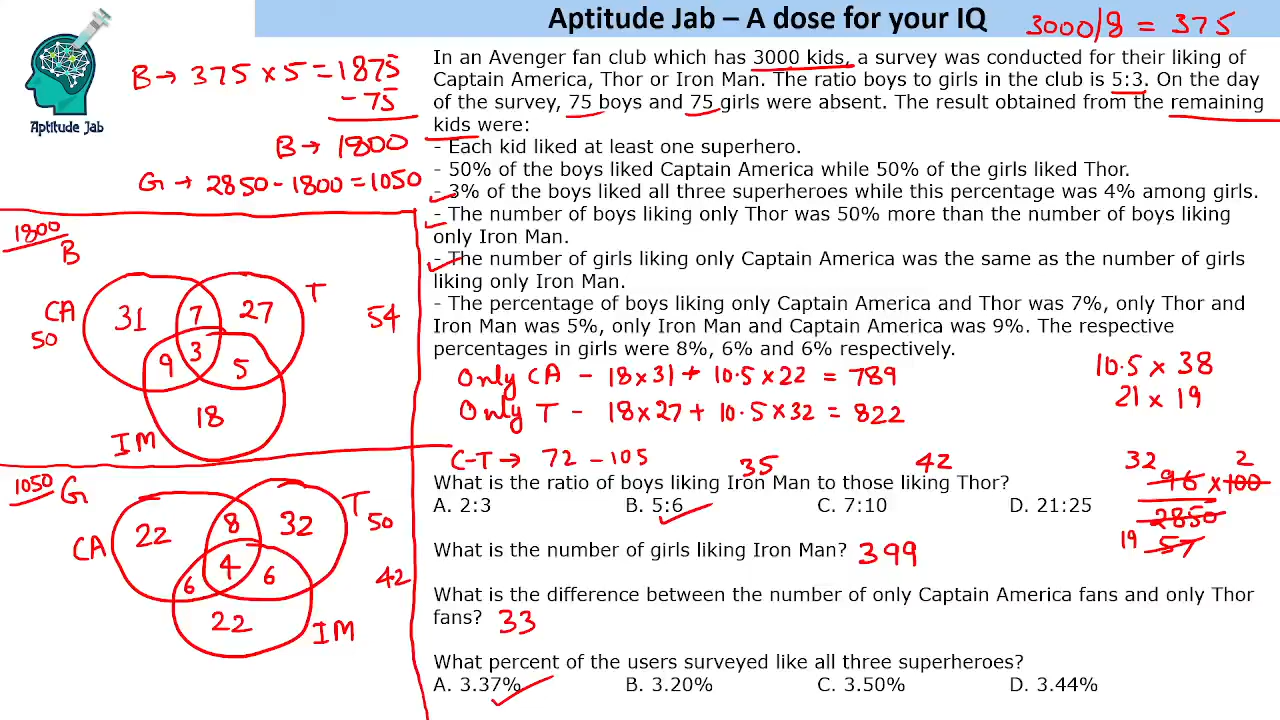 Aptitude Jab – A dose for your IQ
3000/8 = 375
Aptitude Jab
B → 375 × 5 = 1875
- 75
B → 1800
G → 2850 - 1800 = 1050
In an Avenger fan club which has 3000 kids, a survey was conducted for their liking of
Captain America, Thor or Iron Man. The ratio boys to girls in the club is 5:3. On the day
of the survey, 75 boys and 75 girls were absent. The result obtained from the remaining
kids were:
- Each kid liked at least one superhero.
- 50% of the boys liked Captain America while 50% of the girls liked Thor.
- 3% of the boys liked all three superheroes while this percentage was 4% among girls.
- The number of boys liking only Thor was 50% more than the number of boys liking
only Iron Man.
- The number of girls liking only Captain America was the same as the number of girls
liking only Iron Man.
- The percentage of boys liking only Captain America and Thor was 7%, only Thor and
Iron Man was 5%, only Iron Man and Captain America was 9%. The respective
percentages in girls were 8%, 6% and 6% respectively.
1800
B
CA
50
31
7
27
T
54
9
3
5
18
IM
Only CA - 18×31 + 10.5×22 = 789
Only T - 18×27 + 10.5×32 = 822
10.5 × 38
21 × 19
C-T → 72 - 105
1050
G
CA
22
8
32
T
50
6
4
6
42
22
IM
35
42
What is the ratio of boys liking Iron Man to those liking Thor?
A. 2:3 B. 5:6 C. 7:10 D. 21:25
32
2
96 × 100
2850
19 57
What is the number of girls liking Iron Man? 399
What is the difference between the number of only Captain America fans and only Thor
fans? 33
What percent of the users surveyed like all three superheroes?
A. 3.37% B. 3.20% C. 3.50% D. 3.44%